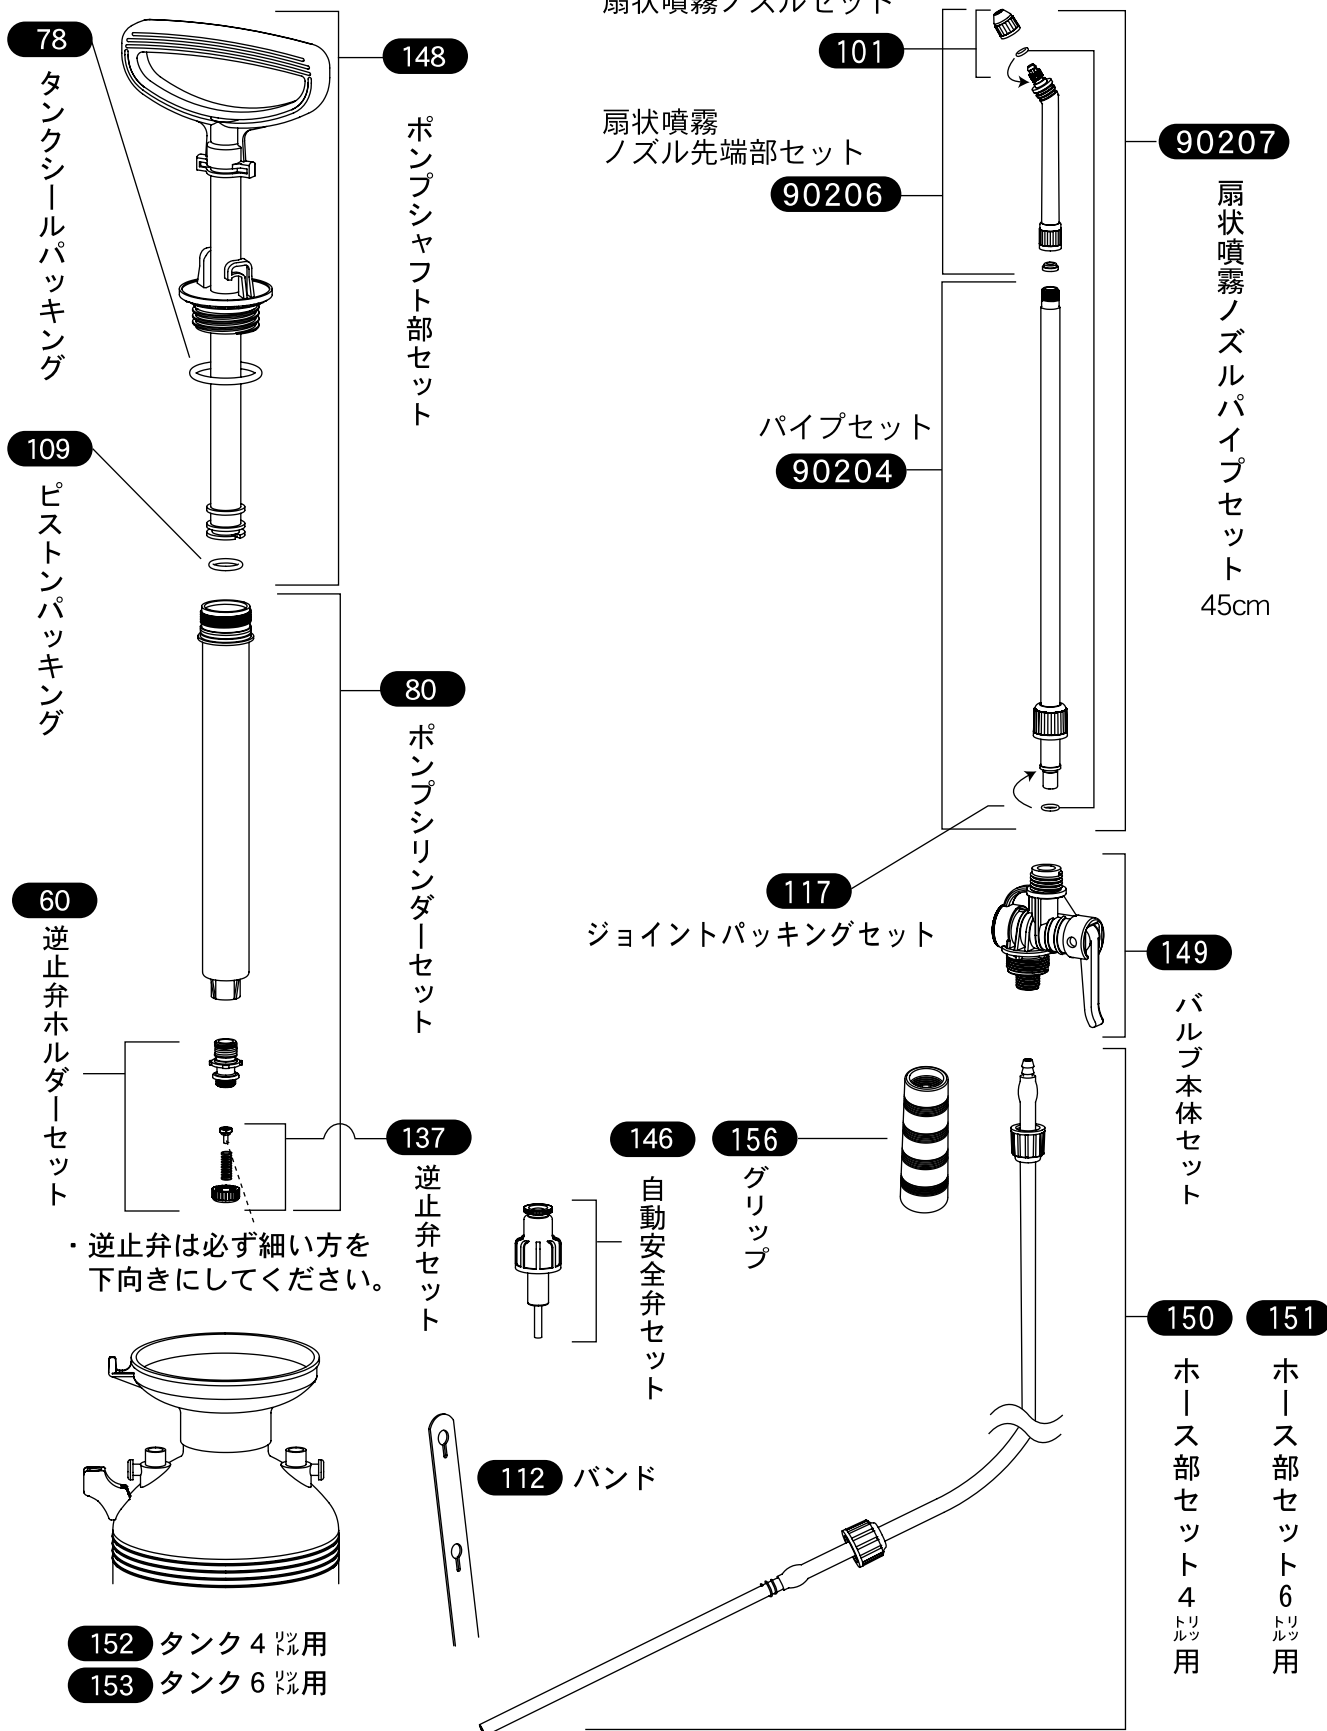 扇状噴霧ノズルセット
101
78
タンクシールパッキング
148
ポンプシャフト部セット
扇状噴霧
ノズル先端部セット
90206
90207
扇状噴霧ノズルパイプセット
45cm
109
ピストンパッキング
パイプセット
90204
80
ポンプシリンダーセット
60
逆止弁ホルダーセット
117
ジョイントパッキングセット
149
バルブ本体セット
137
逆止弁セット
・逆止弁は必ず細い方を
下向きにしてください。
146
自動安全弁セット
156
グリップ
150
ホース部セット4リットル用
151
ホース部セット6リットル用
112 バンド
152 タンク4リットル用
153 タンク6リットル用